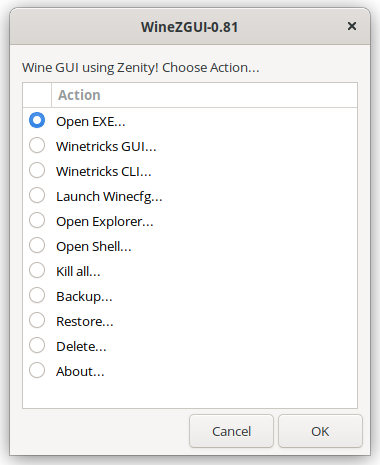 WineZGUI-0.81
Wine GUI using Zenity! Choose Action...
Action
Open EXE...
Winetricks GUI...
Winetricks CLI...
Launch Winecfg...
Open Explorer...
Open Shell...
Kill all...
Backup...
Restore...
Delete...
About...
Cancel OK